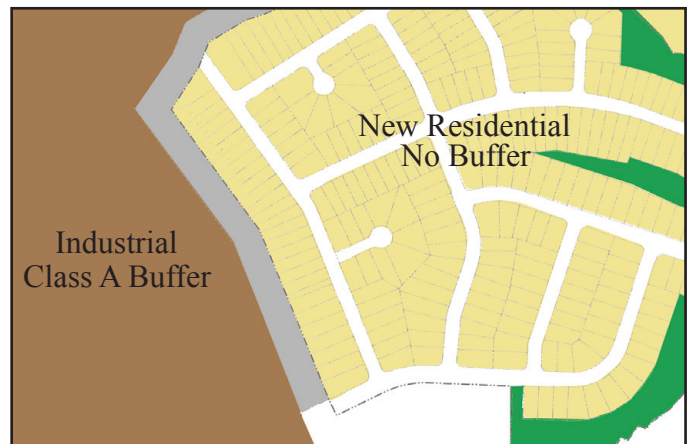 New Residential
No Buffer
Industrial
Class A Buffer